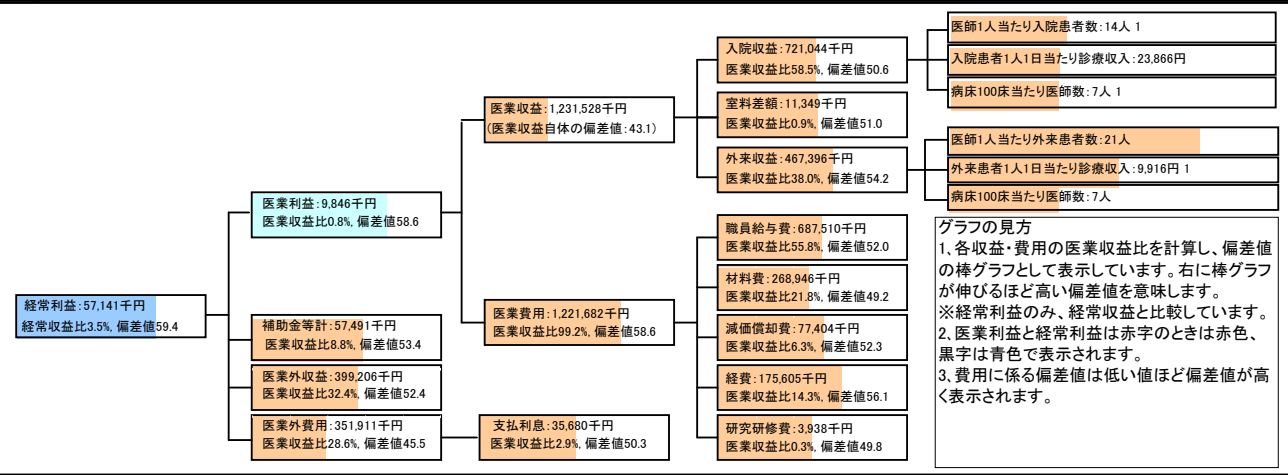 経常利益:57,141千円
経常収比3.5%, 偏差値59.4
医業利益:9,846千円
医業収益比0.8%, 偏差値58.6
補助金等計:57,491千円
医業収益比8.8%, 偏差値53.4
医業外収益:399,206千円
医業収益比32.4%, 偏差値52.4
医業外費用:351,911千円
医業収益比28.6%, 偏差値45.5
医業収益:1,231,528千円
(医業収益自体の偏差値:43.1)
医業費用:1,221,682千円
医業収益比99.2%, 偏差値58.6
支払利息:35,680千円
医業収益比2.9%, 偏差値50.3
入院収益:721,044千円
医業収益比58.5%, 偏差値50.6
室料差額:11,349千円
医業収益比0.9%, 偏差値51.0
外来収益:467,396千円
医業収益比38.0%, 偏差値54.2
職員給与費:687,510千円
医業収益比55.8%, 偏差値52.0
材料費:268,946千円
医業収益比21.8%, 偏差値49.2
減価償却費:77,404千円
医業収益比6.3%, 偏差値52.3
経費:175,605千円
医業収益比14.3%, 偏差値56.1
研究研修費:3,938千円
医業収益比0.3%, 偏差値49.8
医師1人当たり入院患者数:14人 1
入院患者1人1日当たり診療収入:23,866円
病床100床当たり医師数:7人 1
医師1人当たり外来患者数:21人
外来患者1人1日当たり診療収入:9,916円 1
病床100床当たり医師数:7人
グラフの見方
1、各収益・費用の医業収益比を計算し、偏差値
の棒グラフとして表示しています。右に棒グラフ
が伸びるほど高い偏差値を意味します。
※経常利益のみ、経常収益と比較しています。
2、医業利益と経常利益は赤字のときは赤色、
黒字は青色で表示されます。
3、費用に係る偏差値は低い値ほど偏差値が高
く表示されます。